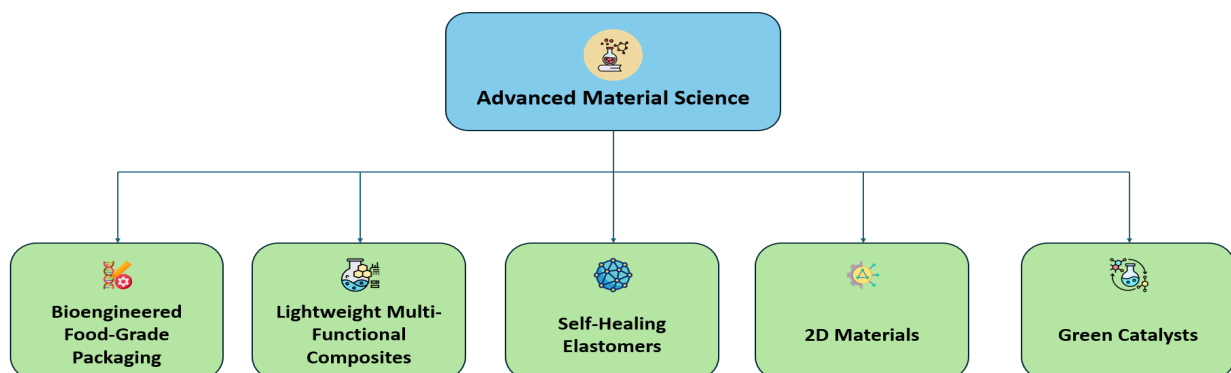 Advanced Material Science
Bioengineered
Food-Grade
Packaging
Lightweight Multi-
Functional
Composites
Self-Healing
Elastomers
2D Materials
Green Catalysts